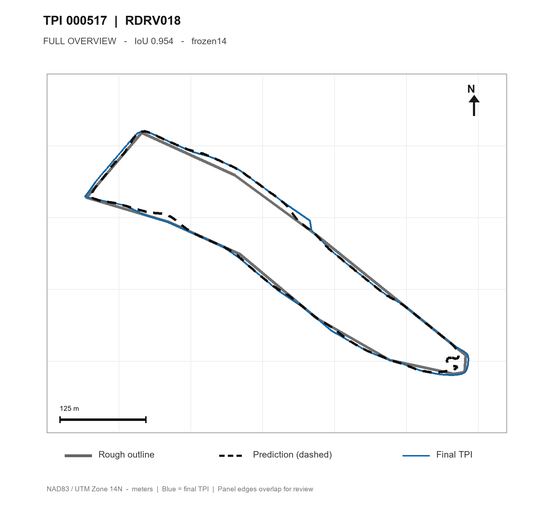 TPI 000517 | RDRV018
FULL OVERVIEW - IoU 0.954 - frozen14
N
125 m
Rough outline
Prediction (dashed)
Final TPI
NAD83 / UTM Zone 14N - meters | Blue = final TPI | Panel edges overlap for review